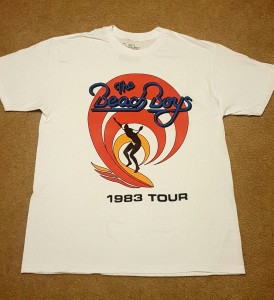 the
Beach Boys
1983 TOUR